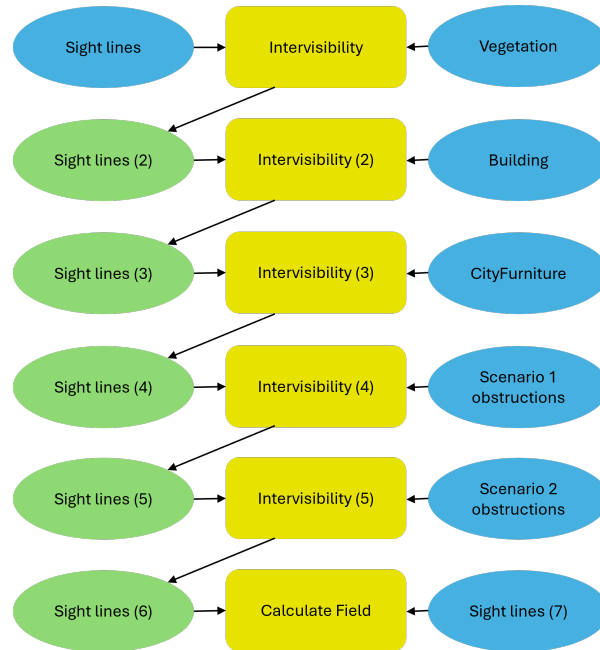 Sight lines
Intervisibility
Vegetation
Sight lines (2)
Intervisibility (2)
Building
Sight lines (3)
Intervisibility (3)
CityFurniture
Sight lines (4)
Intervisibility (4)
Scenario 1
obstructions
Sight lines (5)
Intervisibility (5)
Scenario 2
obstructions
Sight lines (6)
Calculate Field
Sight lines (7)